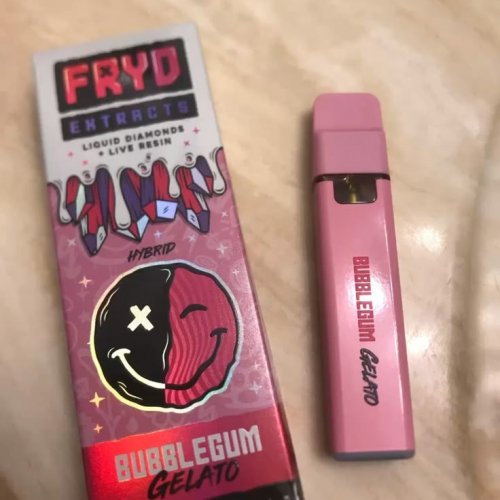 FRYD
EXTRACTS
LIQUID DIAMONDS
+ LIVE RESIN
HYBRID
BUBBLEGUM
GELATO
BUBBLEGUM GELATO